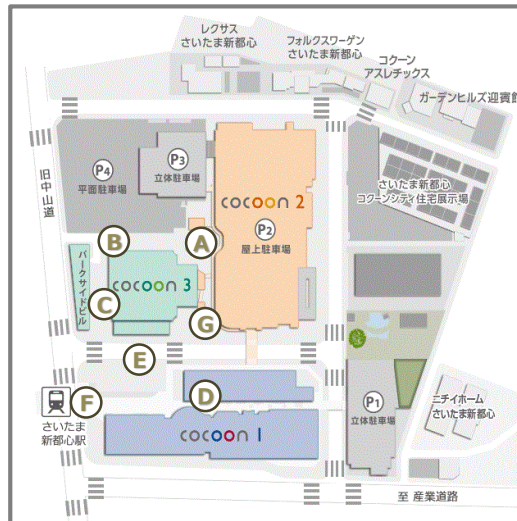 レクサス
さいたま新都心
フォルクスワーゲン
さいたま新都心
コクーン
アスレチックス
ガーデンヒルズ迎賓館
P4
平面駐車場
P3
立体駐車場
旧中山道
cocoon 2
P2
屋上駐車場
さいたま新都心
コクーンシティ住宅展示場
A
B
パークサイドビル
C
cocoon 3
G
E
D
F
さいたま
新都心駅
cocoon 1
P1
立体駐車場
ニチイホーム
さいたま新都心
至 産業道路